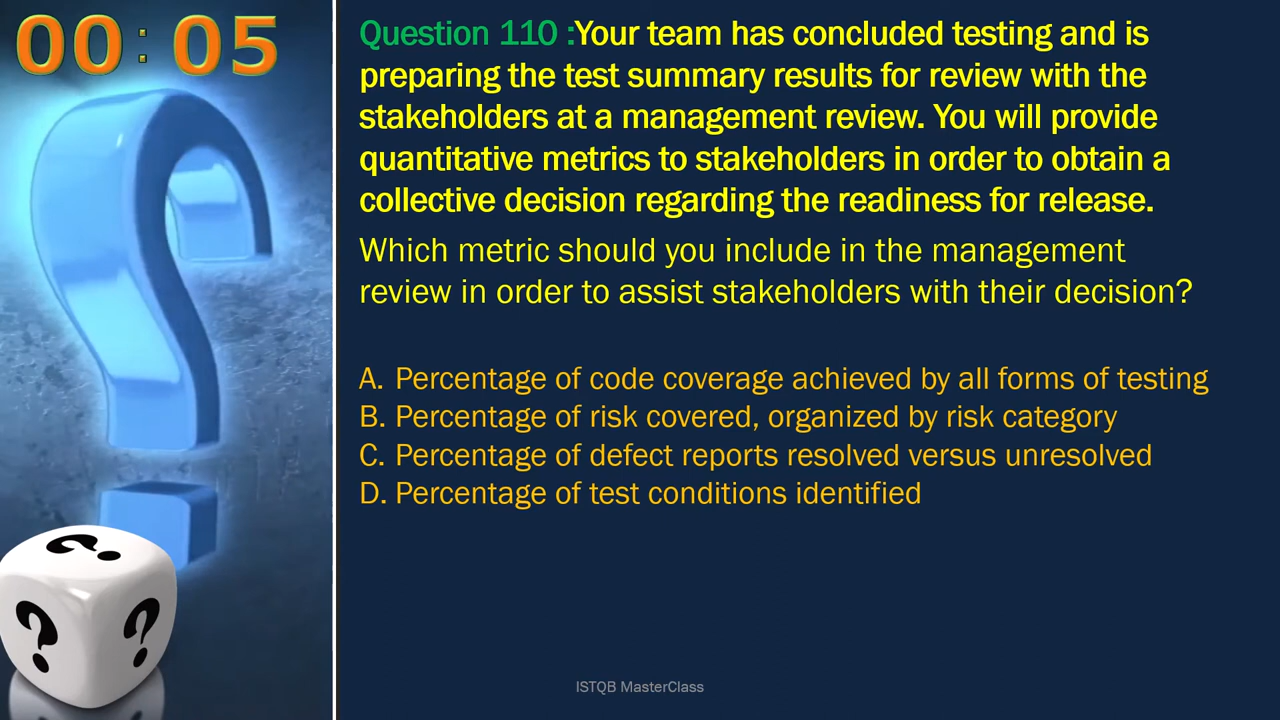 00:05
Question 110 :Your team has concluded testing and is
preparing the test summary results for review with the
stakeholders at a management review. You will provide
quantitative metrics to stakeholders in order to obtain a
collective decision regarding the readiness for release.
Which metric should you include in the management
review in order to assist stakeholders with their decision?
A. Percentage of code coverage achieved by all forms of testing
B. Percentage of risk covered, organized by risk category
C. Percentage of defect reports resolved versus unresolved
D. Percentage of test conditions identified
ISTQB MasterClass